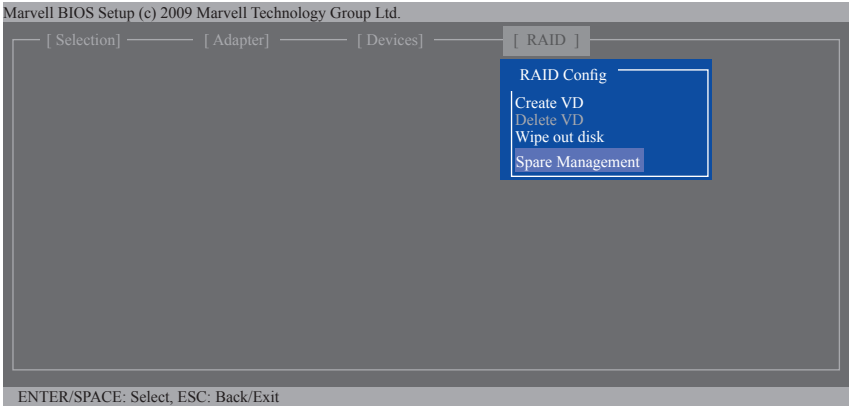 Marvell BIOS Setup (c) 2009 Marvell Technology Group Ltd.
[ Selection] [ Adapter] [ Devices] [ RAID ]
RAID Config
Create VD
Delete VD
Wipe out disk
Spare Management
ENTER/SPACE: Select, ESC: Back/Exit